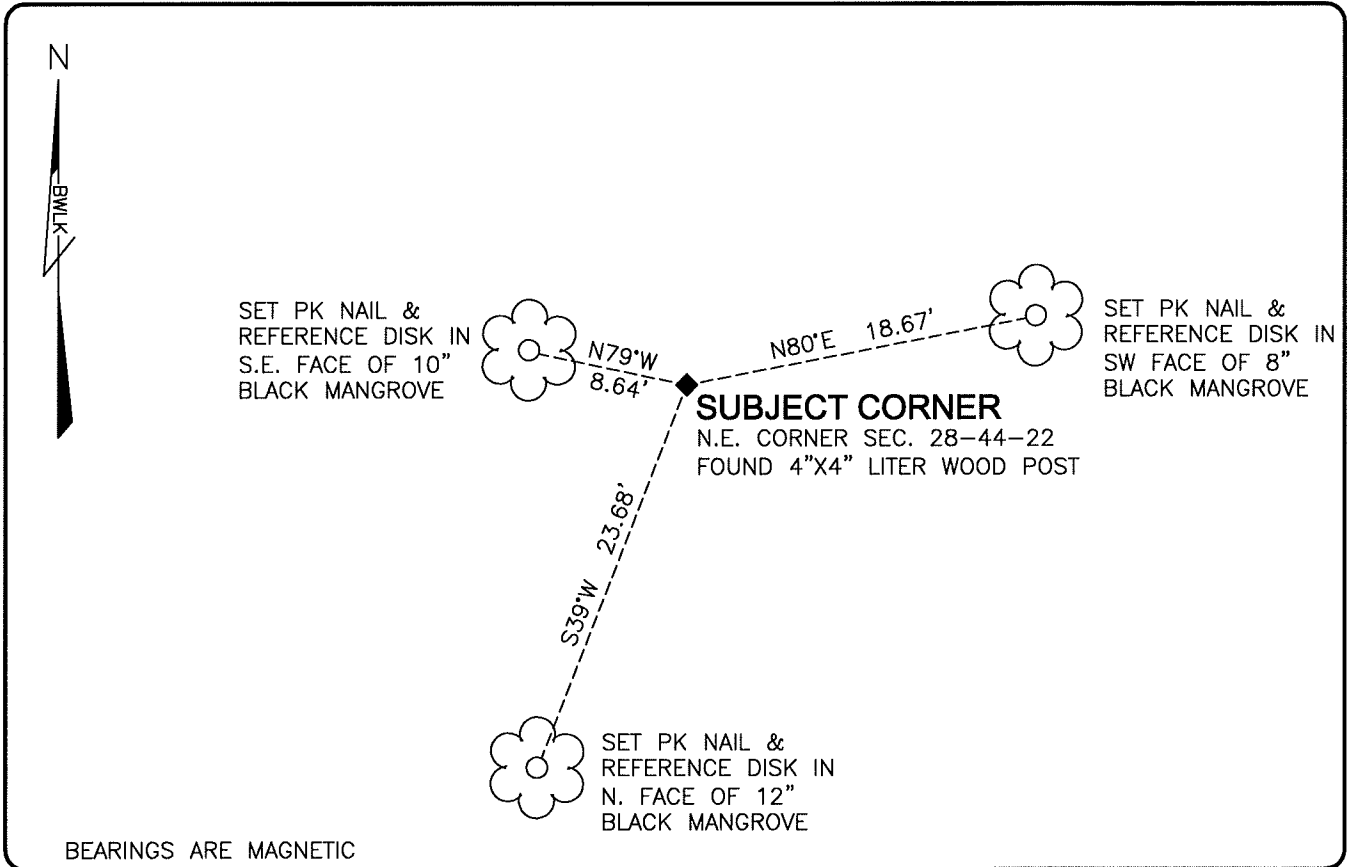 N
BWLK
SET PK NAIL &
REFERENCE DISK IN
S.E. FACE OF 10"
BLACK MANGROVE
N79°W
8.64'
N80°E 18.67'
SET PK NAIL &
REFERENCE DISK IN
SW FACE OF 8"
BLACK MANGROVE
SUBJECT CORNER
N.E. CORNER SEC. 28-44-22
FOUND 4"X4" LITER WOOD POST
S39°W 23.68'
SET PK NAIL &
REFERENCE DISK IN
N. FACE OF 12"
BLACK MANGROVE
BEARINGS ARE MAGNETIC